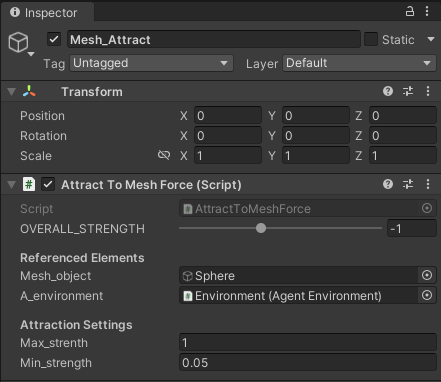 Inspector
Mesh_Attract Static
Tag Untagged Layer Default
Transform
Position X 0 Y 0 Z 0
Rotation X 0 Y 0 Z 0
Scale X 1 Y 1 Z 1
# Attract To Mesh Force (Script)
Script # AttractToMeshForce
OVERALL_STRENGTH -1
Referenced Elements
Mesh_object Sphere
A_environment # Environment (Agent Environment)
Attraction Settings
Max_strenth 1
Min_strength 0.05